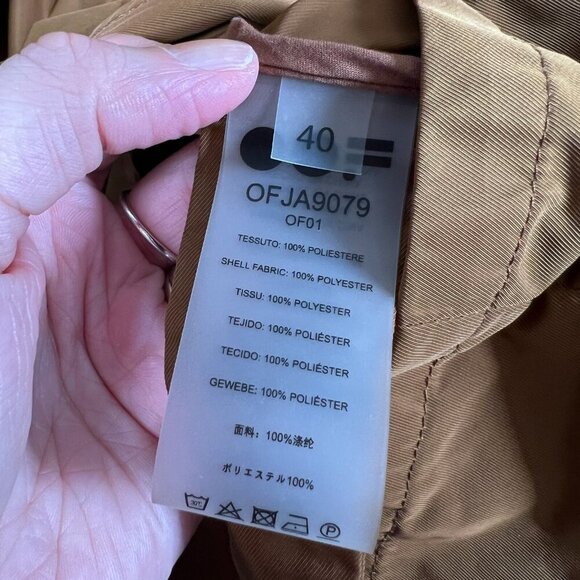 40
OFJA9079
OF01
TESSUTO: 100% POLIESTERE
SHELL FABRIC: 100% POLYESTER
TISSU: 100% POLYESTER
TEJIDO: 100% POLIÉSTER
TECIDO: 100% POLIÉSTER
GEWEBE: 100% POLIÉSTER
面料：100%涤纶
ポリエステル100%
30°
P